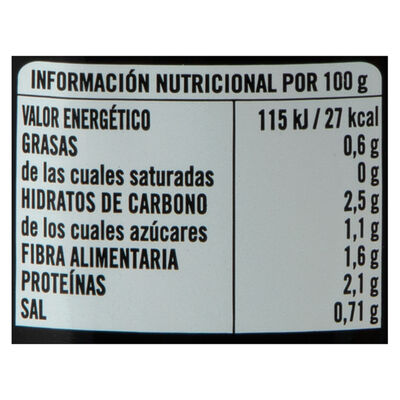 INFORMACIÓN NUTRICIONAL POR 100 g
VALOR ENERGÉTICO 115 kJ / 27 kcal
GRASAS 0,6 g
de las cuales saturadas 0 g
HIDRATOS DE CARBONO 2,5 g
de los cuales azúcares 1,1 g
FIBRA ALIMENTARIA 1,6 g
PROTEÍNAS 2,1 g
SAL 0,71 g